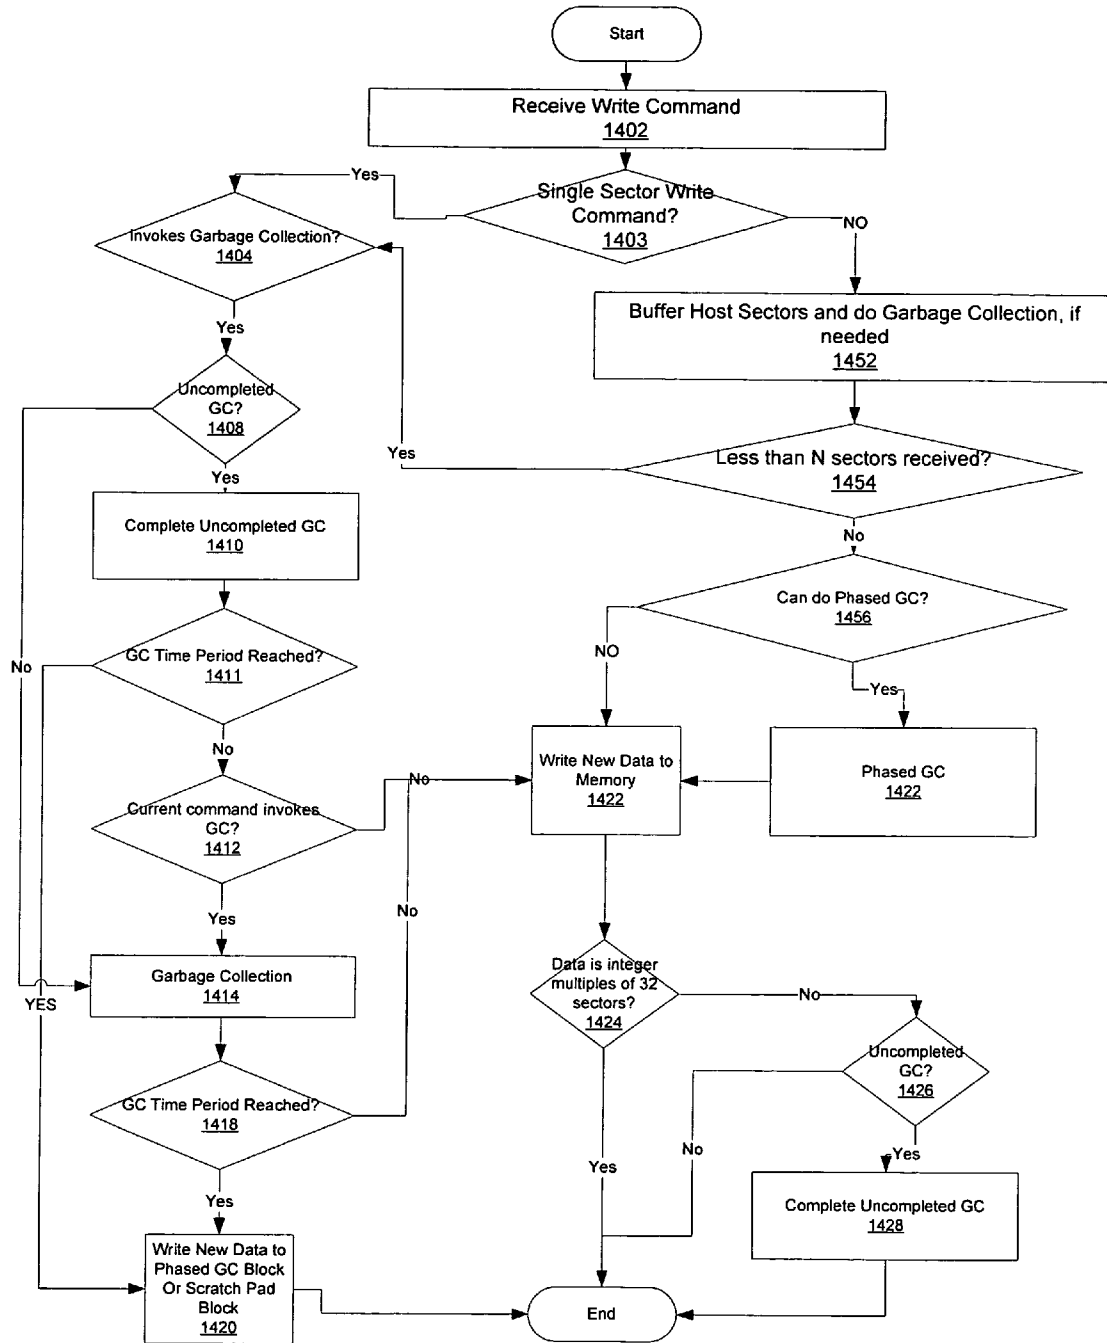 Start
Receive Write Command
1402
Yes
Single Sector Write
Command?
1403
NO
Invokes Garbage Collection?
1404
Yes
Buffer Host Sectors and do Garbage Collection, if
needed
1452
Uncompleted
GC?
1408
Yes
Less than N sectors received?
1454
Yes
No
Complete Uncompleted GC
1410
Can do Phased GC?
1456
NO
Yes
GC Time Period Reached?
1411
No
No
Write New Data to
Memory
1422
Phased GC
1422
Current command invokes
GC?
1412
No
Yes
No
Garbage Collection
1414
YES
Data is integer
multiples of 32
sectors?
1424
No
Uncompleted
GC?
1426
GC Time Period Reached?
1418
Yes
Yes
No
Yes
Complete Uncompleted GC
1428
Write New Data to
Phased GC Block
Or Scratch Pad
Block
1420
End